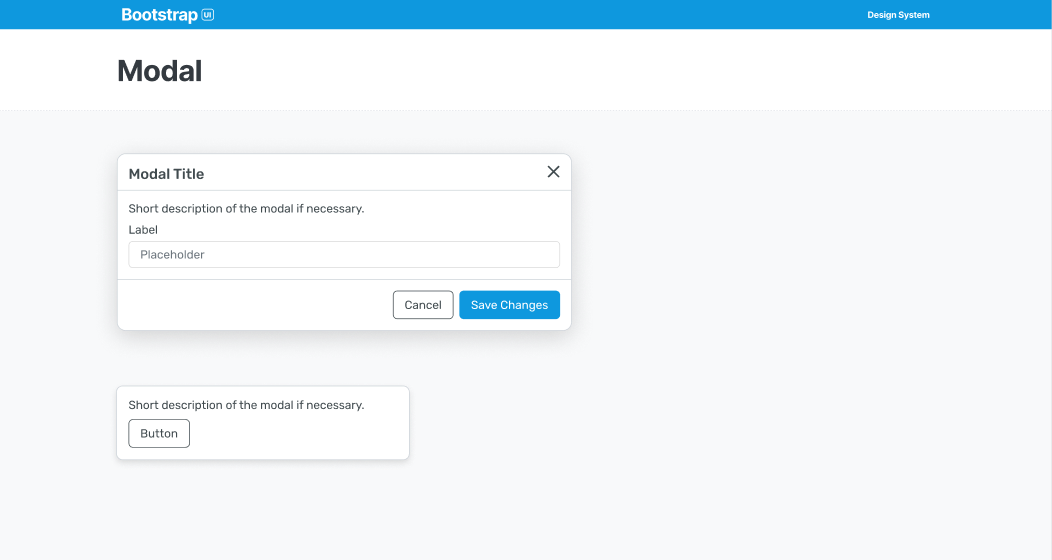 Bootstrap UI
Design System
Modal
Modal Title
Short description of the modal if necessary.
Label
Placeholder
Cancel
Save Changes
Short description of the modal if necessary.
Button